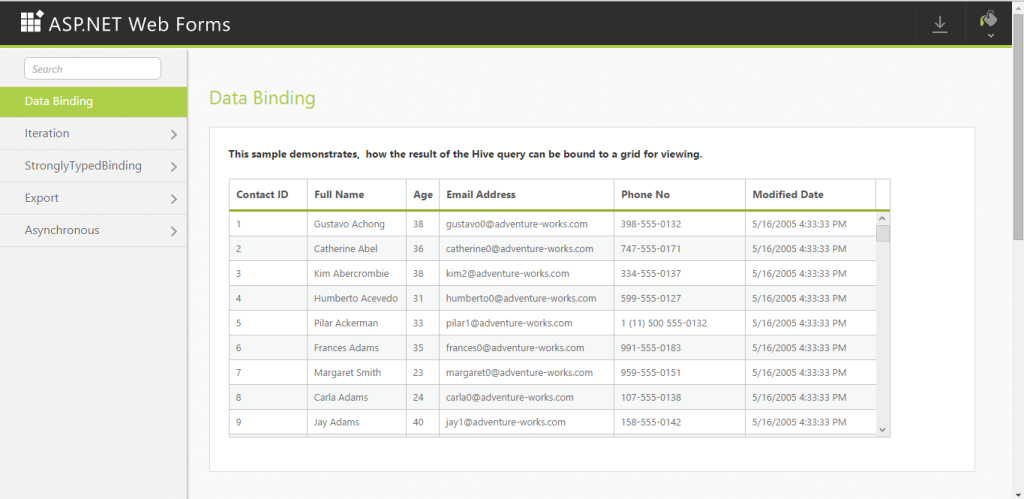 ASP.NET Web Forms
Search
Data Binding
Iteration
StronglyTypedBinding
Export
Asynchronous
Data Binding
This sample demonstrates,  how the result of the Hive query can be bound to a grid for viewing.
Contact ID Full Name Age Email Address Phone No Modified Date
1 Gustavo Achong 38 gustavo0@adventure-works.com 398-555-0132 5/16/2005 4:33:33 PM
2 Catherine Abel 36 catherine0@adventure-works.com 747-555-0171 5/16/2005 4:33:33 PM
3 Kim Abercrombie 38 kim2@adventure-works.com 334-555-0137 5/16/2005 4:33:33 PM
4 Humberto Acevedo 31 humberto0@adventure-works.com 599-555-0127 5/16/2005 4:33:33 PM
5 Pilar Ackerman 33 pilar1@adventure-works.com 1 (11) 500 555-0132 5/16/2005 4:33:33 PM
6 Frances Adams 35 frances0@adventure-works.com 991-555-0183 5/16/2005 4:33:33 PM
7 Margaret Smith 23 margaret0@adventure-works.com 959-555-0151 5/16/2005 4:33:33 PM
8 Carla Adams 24 carla0@adventure-works.com 107-555-0138 5/16/2005 4:33:33 PM
9 Jay Adams 40 jay1@adventure-works.com 158-555-0142 5/16/2005 4:33:33 PM